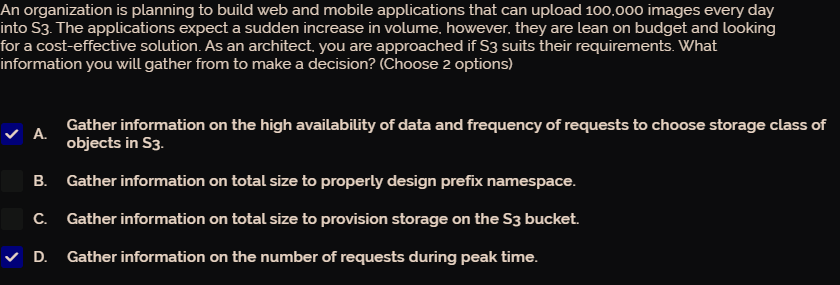 An organization is planning to build web and mobile applications that can upload 100,000 images every day
into S3. The applications expect a sudden increase in volume, however, they are lean on budget and looking
for a cost-effective solution. As an architect, you are approached if S3 suits their requirements. What
information you will gather from to make a decision? (Choose 2 options)
A. Gather information on the high availability of data and frequency of requests to choose storage class of
objects in S3.
B. Gather information on total size to properly design prefix namespace.
C. Gather information on total size to provision storage on the S3 bucket.
D. Gather information on the number of requests during peak time.